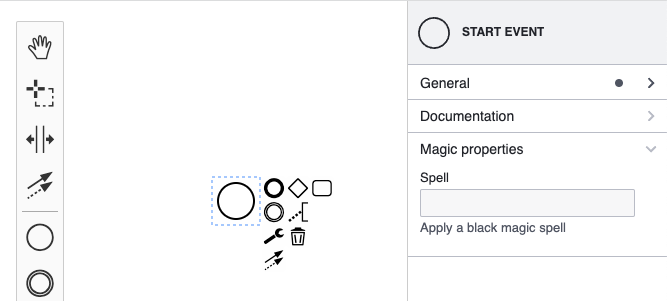 START EVENT
General
Documentation
Magic properties
Spell
Apply a black magic spell